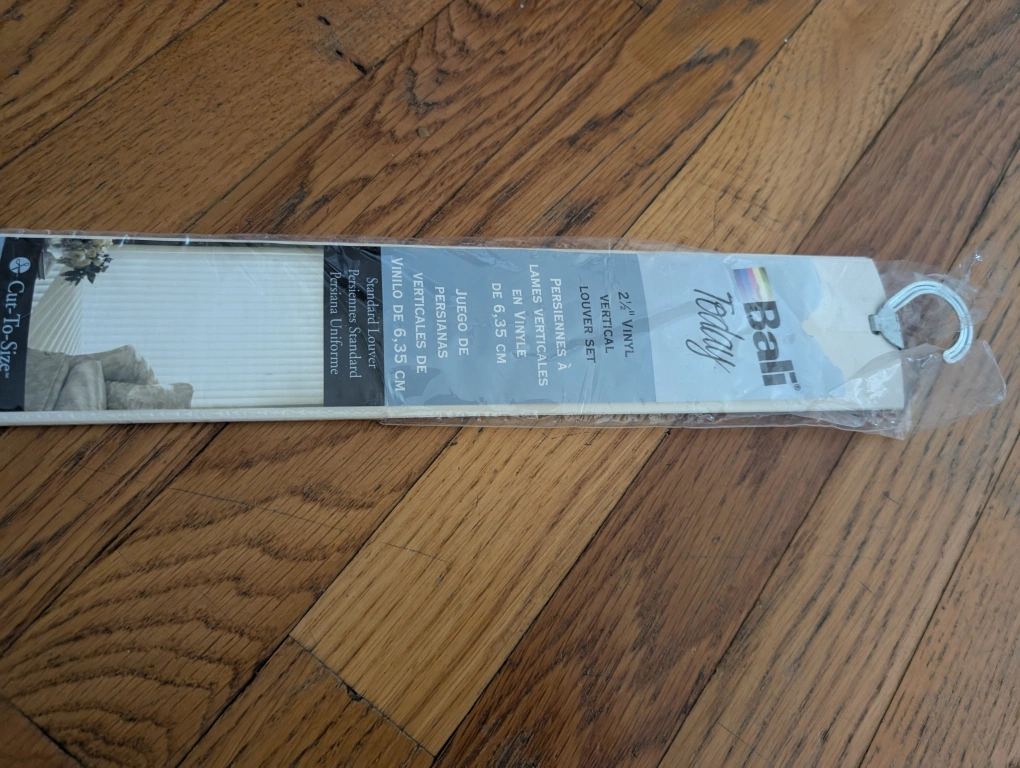 Bali®
Today.
2½" VINYL
VERTICAL
LOUVER SET
PERSIENNES À
LAMES VERTICALES
EN VINYLE
DE 6,35 CM
JUEGO DE
PERSIANAS
VERTICALES DE
VINILO DE 6,35 CM
Standard Louver
Persiennes Standard
Persiana Uniforme
CUT-TO-SIZE™